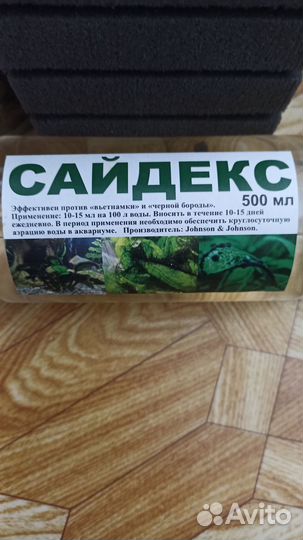 САЙДЕКС
500 мл
Эффективен против «вьетнамки» и «черной бороды».
Применение: 10-15 мл на 100 л воды. Вносить в течение 10-15 дней
ежедневно. В период применения необходимо обеспечить круглосуточную
аэрацию воды в аквариуме. Производитель: Johnson & Johnson.
Avito